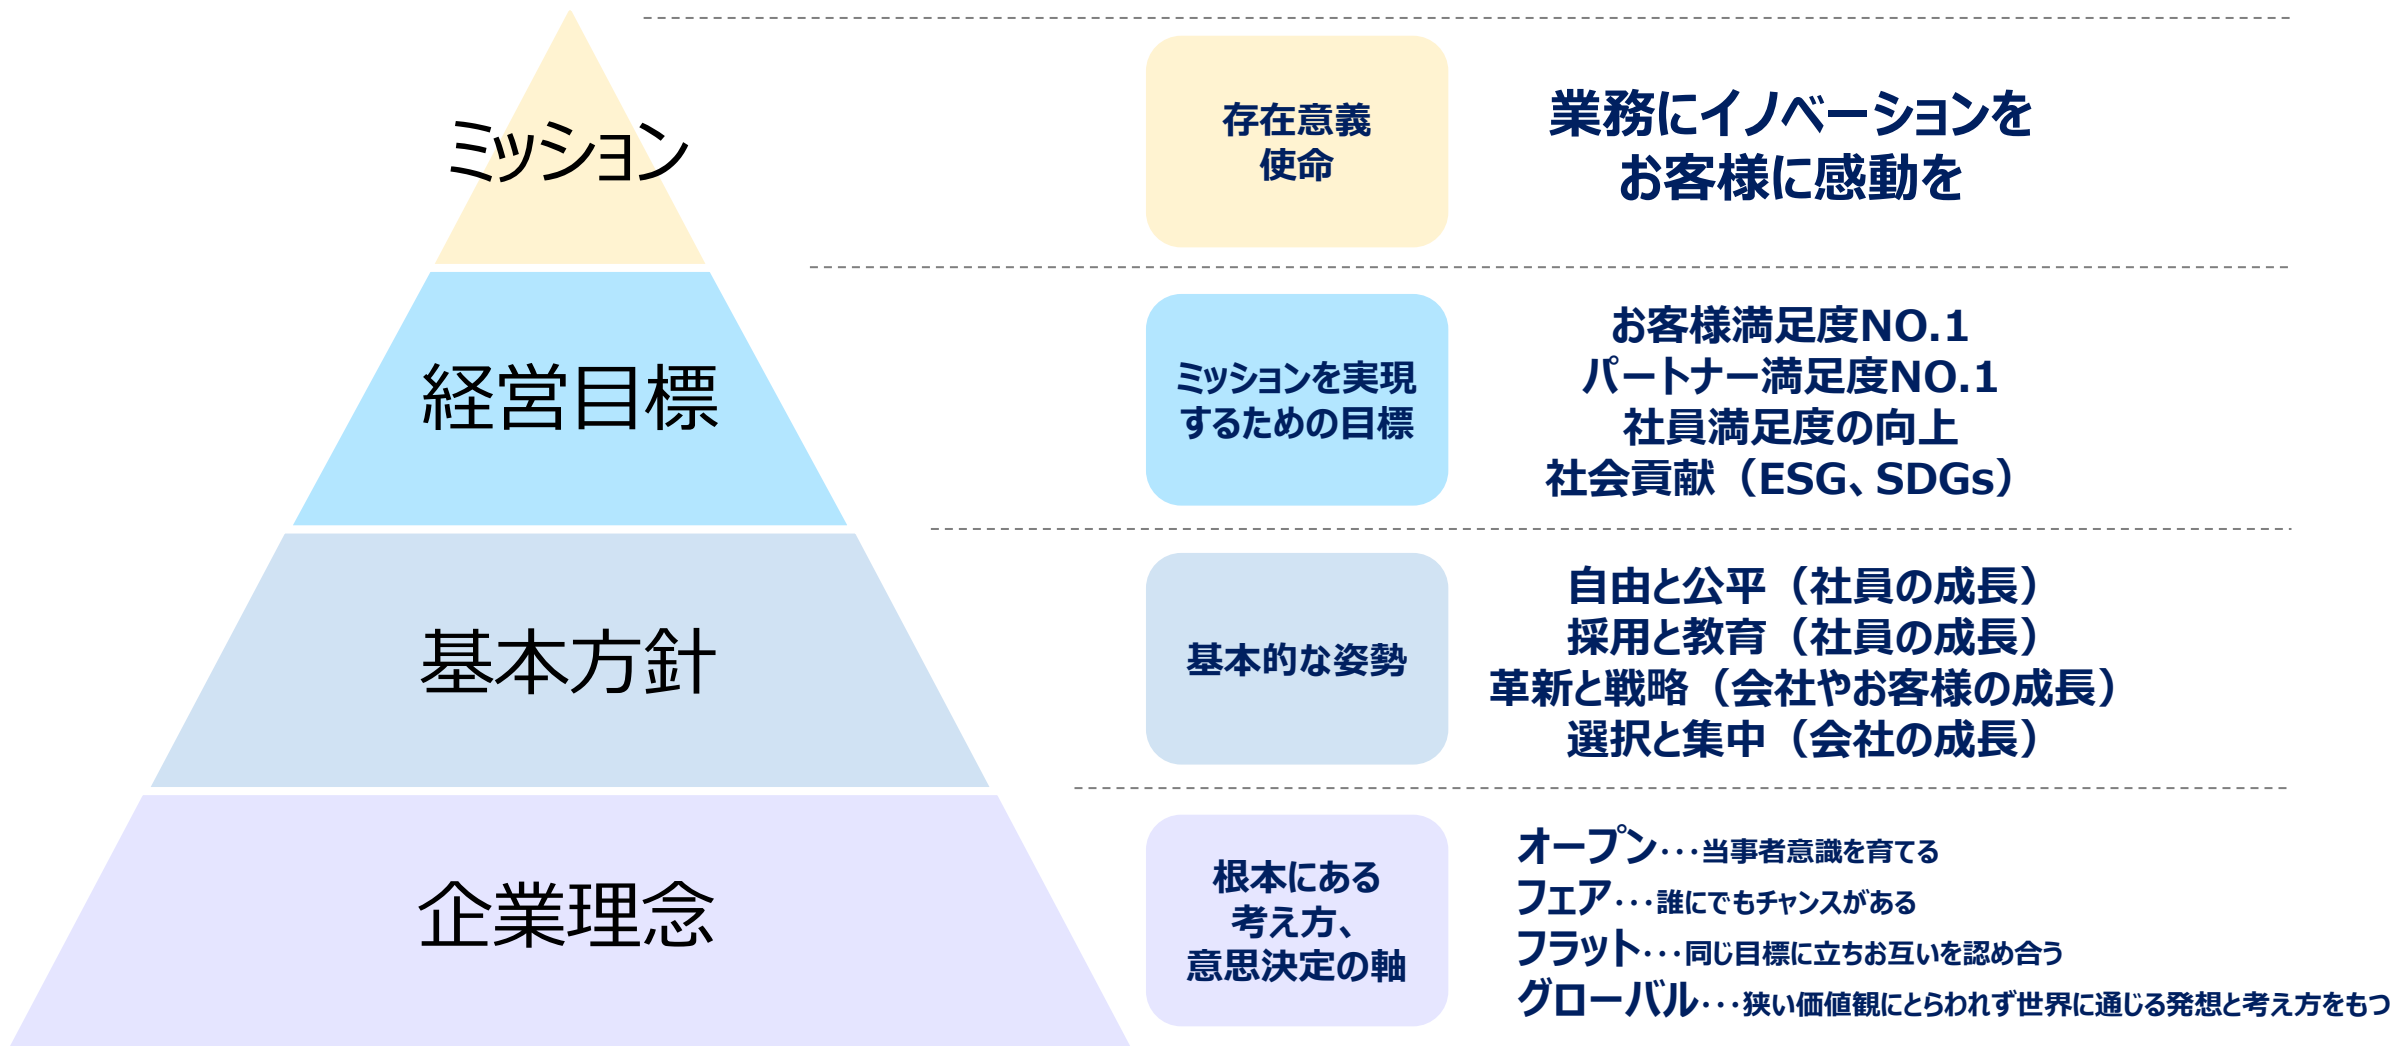 ミッション
存在意義
使命
業務にイノベーションを
お客様に感動を
経営目標
ミッションを実現
するための目標
お客様満足度NO.1
パートナー満足度NO.1
社員満足度の向上
社会貢献（ESG、SDGs）
基本方針
基本的な姿勢
自由と公平（社員の成長）
採用と教育（社員の成長）
革新と戦略（会社やお客様の成長）
選択と集中（会社の成長）
企業理念
根本にある
考え方、
意思決定の軸
オープン･･･当事者意識を育てる
フェア･･･誰にでもチャンスがある
フラット･･･同じ目標に立ちお互いを認め合う
グローバル･･･狭い価値観にとらわれず世界に通じる発想と考え方をもつ